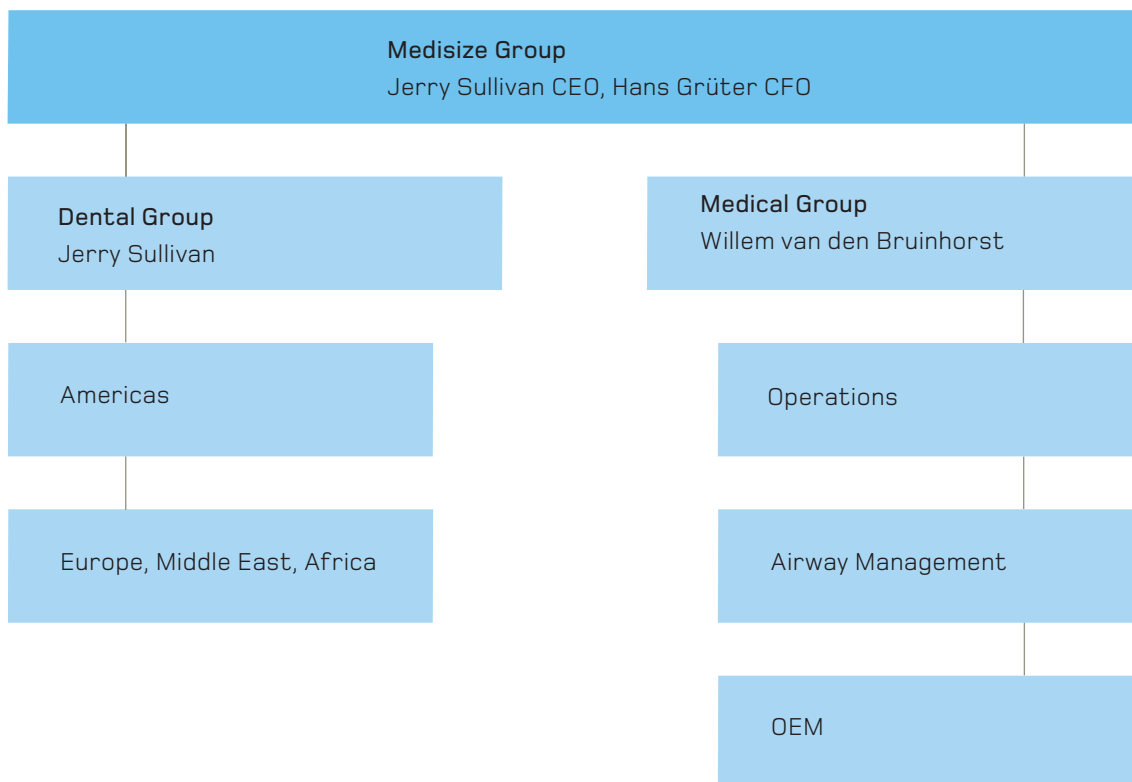 Medisize Group
Jerry Sullivan CEO, Hans Grüter CFO
Dental Group
Jerry Sullivan
Medical Group
Willem van den Bruinhorst
Americas
Operations
Europe, Middle East, Africa
Airway Management
OEM